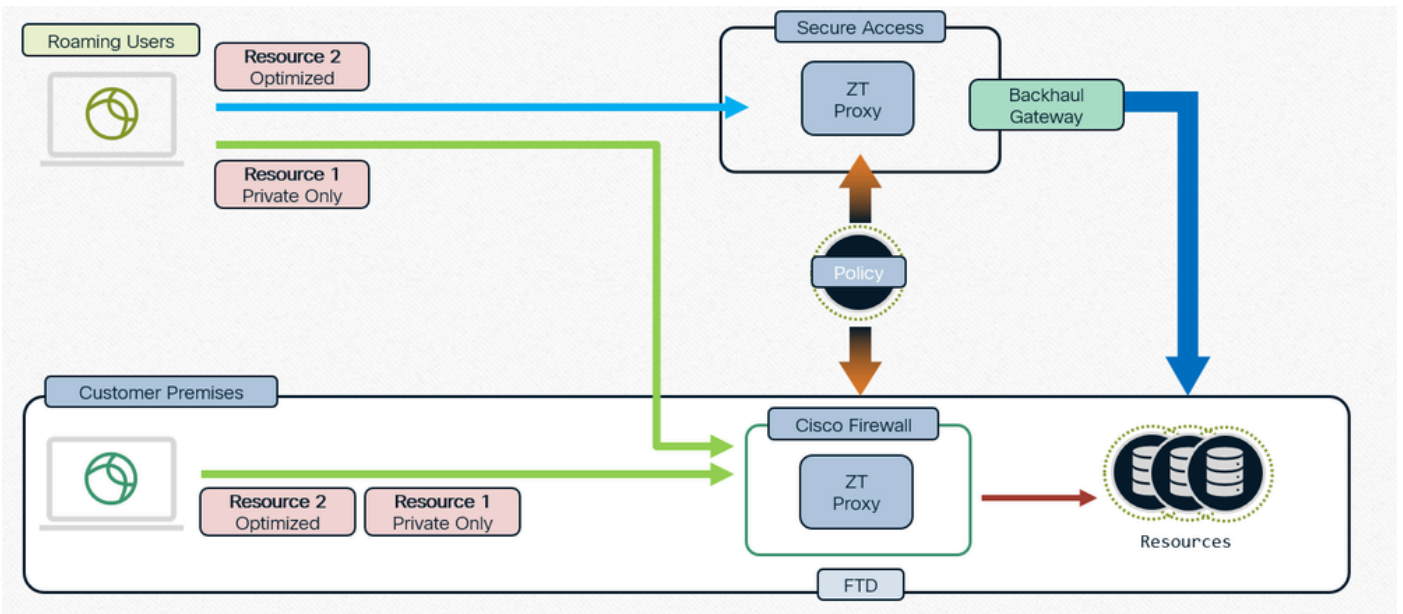 Roaming Users
Resource 2
Optimized
Resource 1
Private Only
Secure Access
ZT
Proxy
Backhaul
Gateway
Policy
Customer Premises
Resource 2
Optimized
Resource 1
Private Only
Cisco Firewall
ZT
Proxy
Resources
FTD